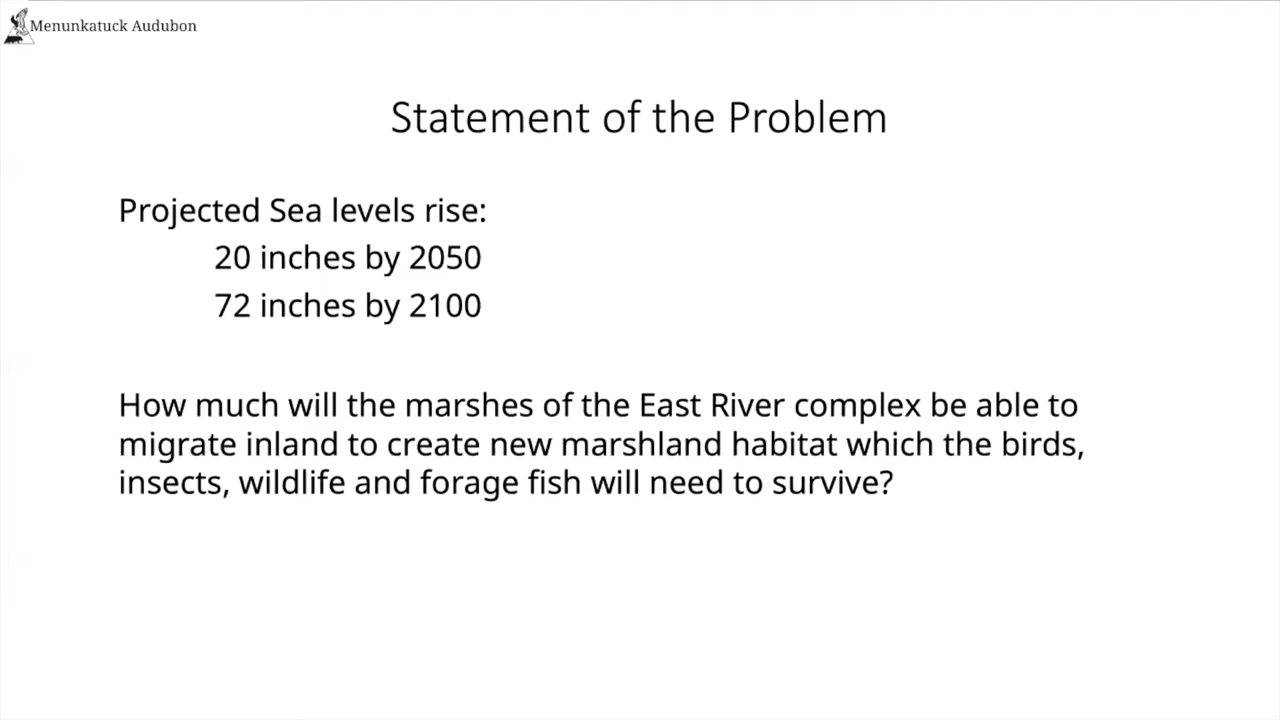 Menunkatuck Audubon
Statement of the Problem
Projected Sea levels rise:
20 inches by 2050
72 inches by 2100
How much will the marshes of the East River complex be able to
migrate inland to create new marshland habitat which the birds,
insects, wildlife and forage fish will need to survive?